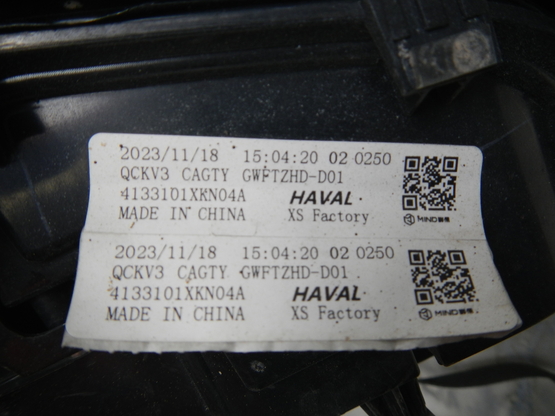 2023/11/18 15:04:20 02 0250
QCKV3 CAGTY GWFTZHD-D01
4133101XKN04A HAVAL
MADE IN CHINA XS Factory
MIND
2023/11/18 15:04:20 02 0250
QCKV3 CAGTY GWFTZHD-D01
4133101XKN04A HAVAL
MADE IN CHINA XS Factory
MIND